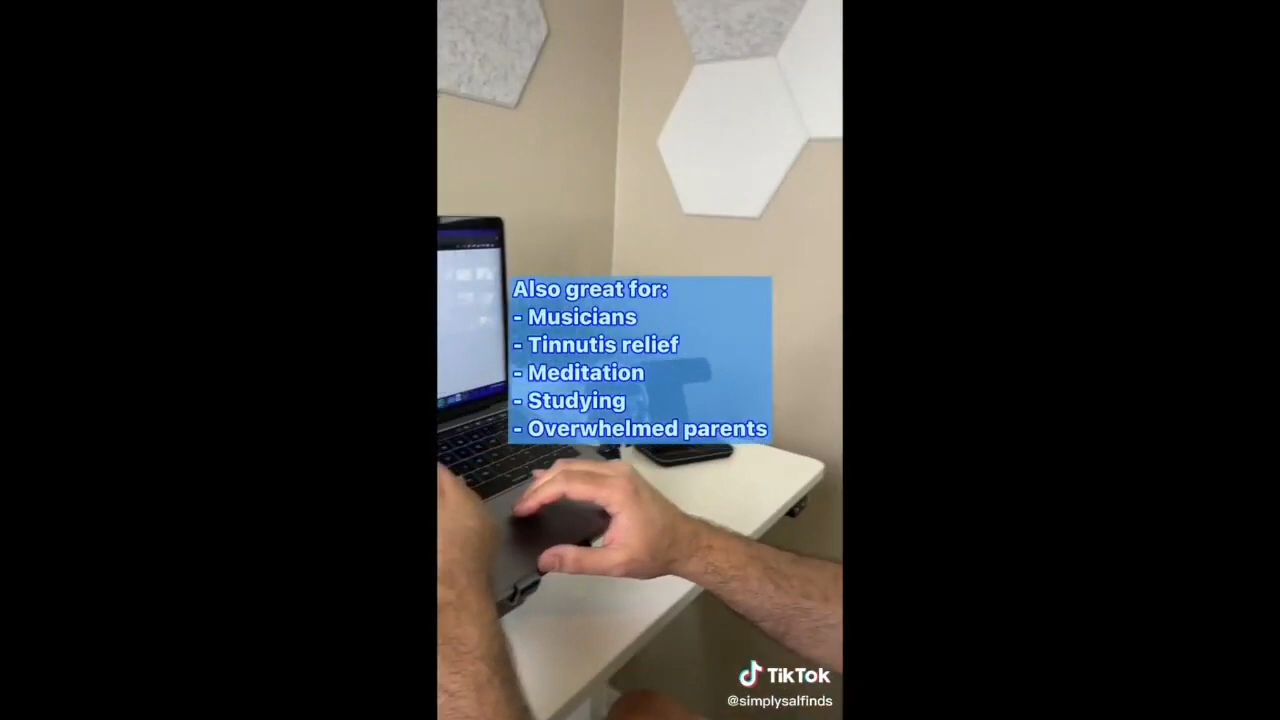 Also great for:
- Musicians
- Tinnutis relief
- Meditation
- Studying
- Overwhelmed parents
TikTok
@simplysalfinds